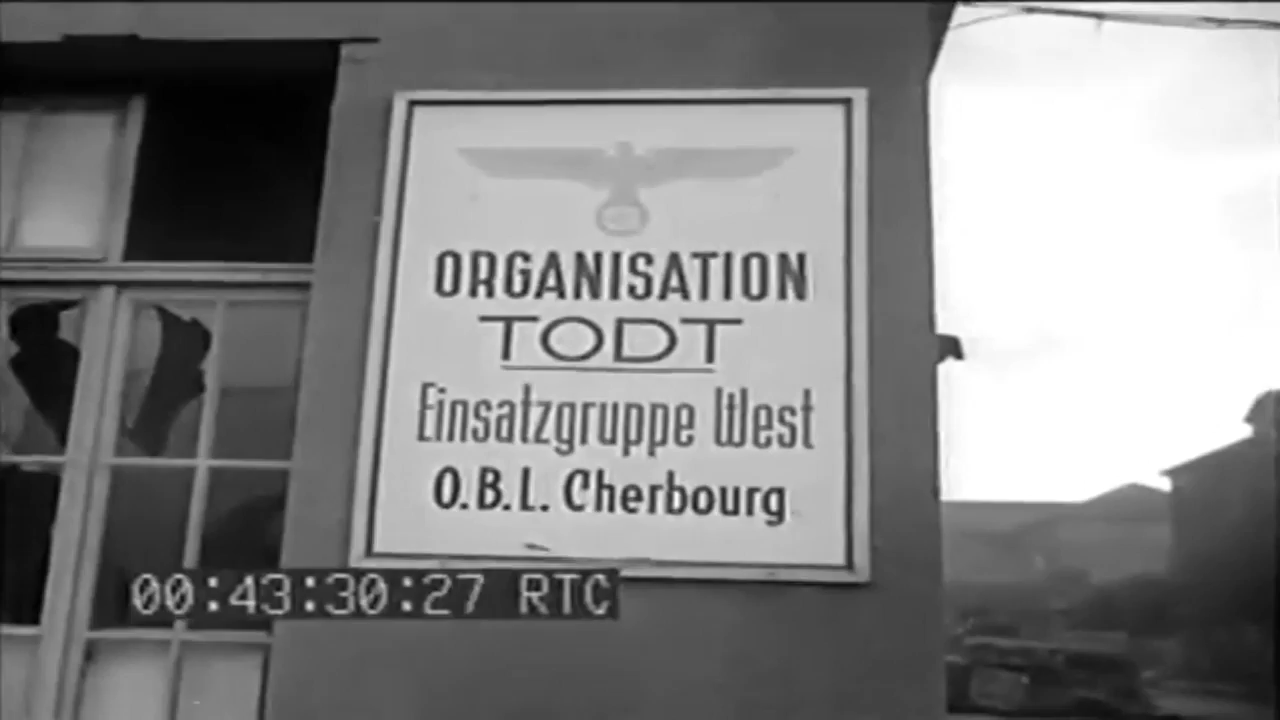 ORGANISATION
TODT
Einsatzgruppe West
O.B.L. Cherbourg
00:43:30:27 RTC